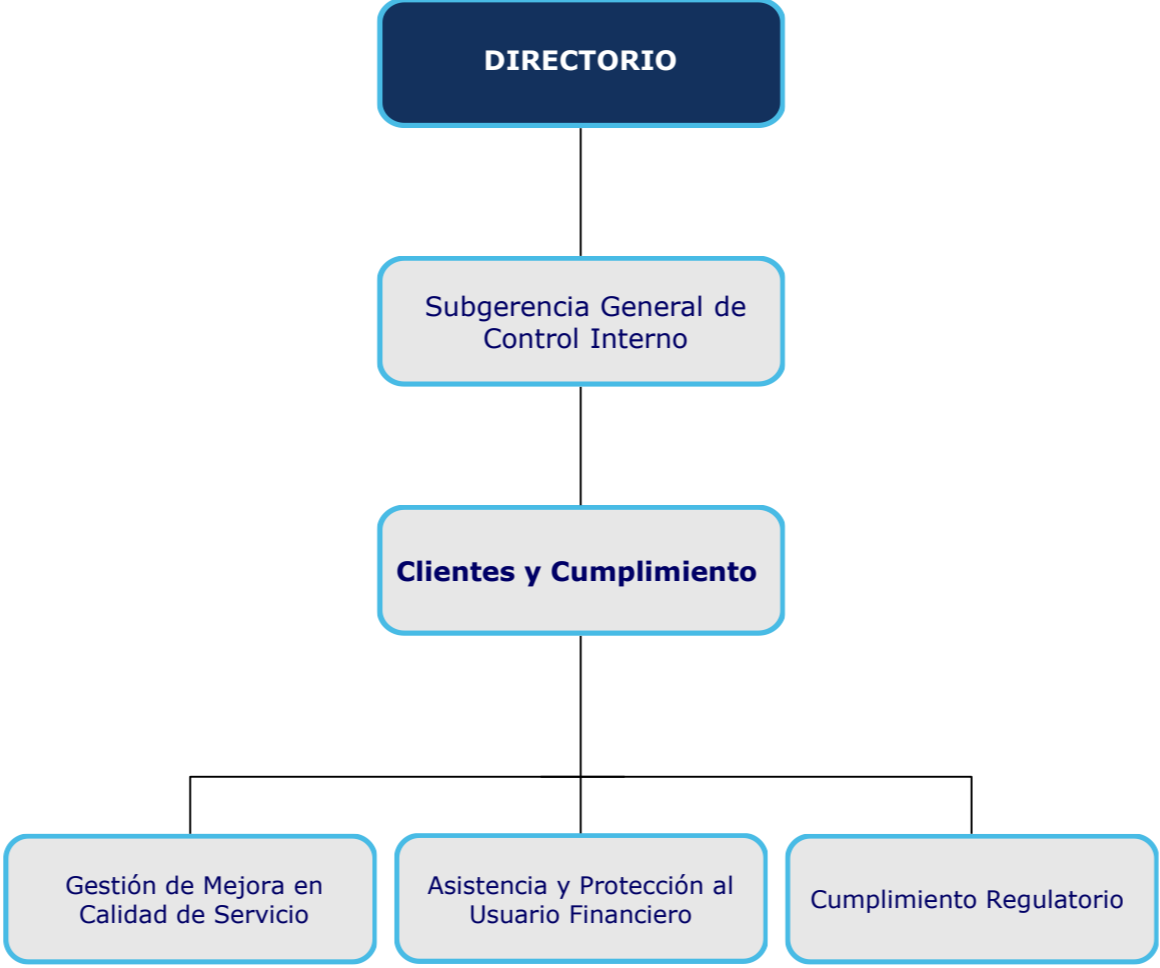 DIRECTORIO
Subgerencia General de
Control Interno
Clientes y Cumplimiento
Gestión de Mejora en
Calidad de Servicio
Asistencia y Protección al
Usuario Financiero
Cumplimiento Regulatorio